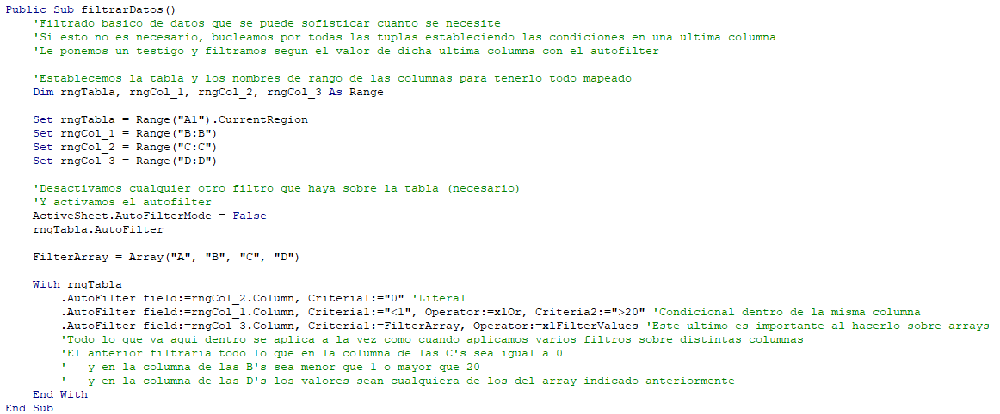 Public Sub filtrarDatos()
'Filtrado basico de datos que se puede sofisticar cuanto se necesite
'Si esto no es necesario, bucleamos por todas las tuplas estableciendo las condiciones en una ultima columna
'Le ponemos un testigo y filtramos segun el valor de dicha ultima columna con el autofilter
'Establecemos la tabla y los nombres de rango de las columnas para tenerlo todo mapeado
Dim rngTabla, rngCol_1, rngCol_2, rngCol_3 As Range
Set rngTabla = Range("A1").CurrentRegion
Set rngCol_1 = Range("B:B")
Set rngCol_2 = Range("C:C")
Set rngCol_3 = Range("D:D")
'Desactivamos cualquier otro filtro que haya sobre la tabla (necesario)
'Y activamos el autofilter
ActiveSheet.AutoFilterMode = False
rngTabla.AutoFilter
FilterArray = Array("A", "B", "C", "D")
With rngTabla
.AutoFilter field:=rngCol_2.Column, Criteria1:="0" 'Literal
.AutoFilter field:=rngCol_1.Column, Criteria1:="<1", Operator:=xlOr, Criteria2:=">20" 'Condicional dentro de la misma columna
.AutoFilter field:=rngCol_3.Column, Criteria1:=FilterArray, Operator:=xlFilterValues 'Este ultimo es importante al hacerlo sobre arrays
'Todo lo que va aqui dentro se aplica a la vez como cuando aplicamos varios filtros sobre distintas columnas
'El anterior filtraria todo lo que en la columna de las C's sea igual a 0
'   y en la columna de las B's sea menor que 1 o mayor que 20
'   y en la columna de las D's los valores sean cualquiera de los del array indicado anteriormente
End With
End Sub